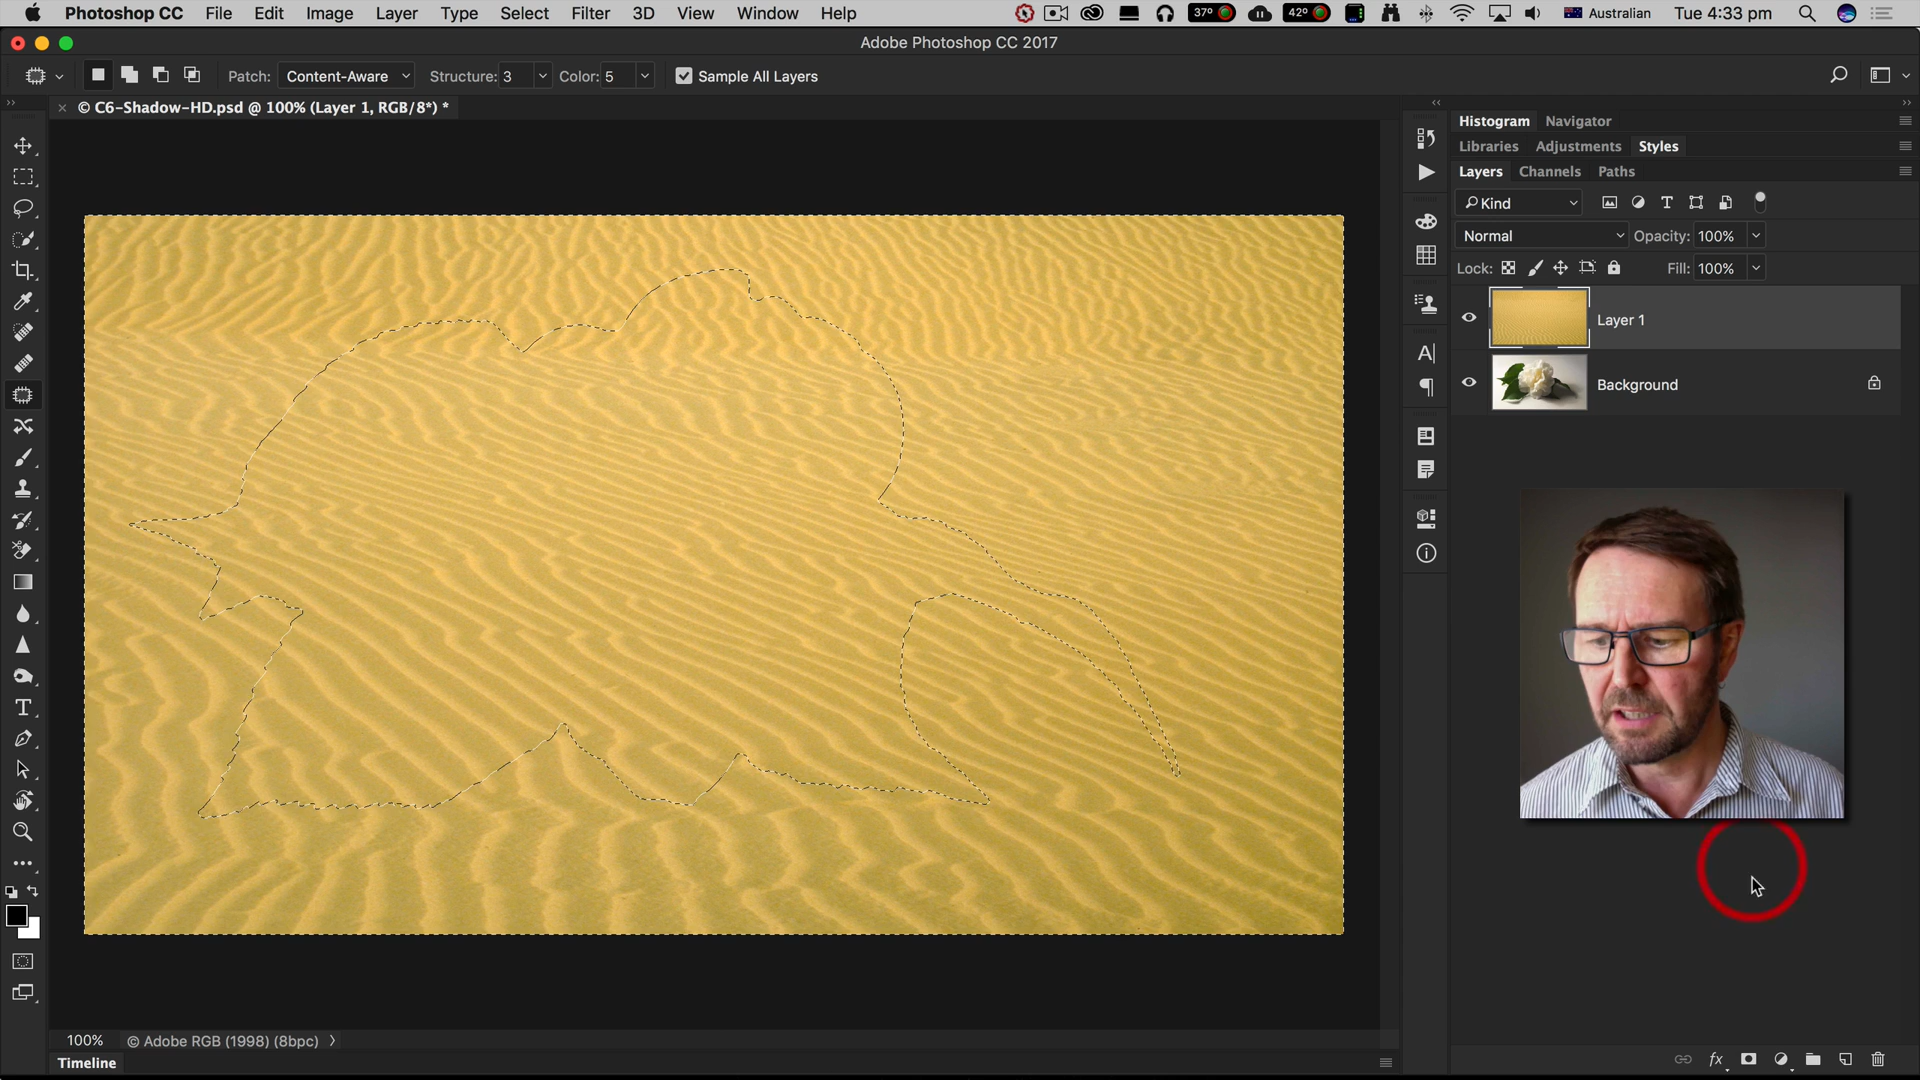 Photoshop CC File Edit Image Layer Type Select Filter 3D View Window Help 37° 42° Australian Tue 4:33 pm
Adobe Photoshop CC 2017
Patch: Content-Aware Structure: 3 Color: 5 Sample All Layers
© C6-Shadow-HD.psd @ 100% (Layer 1, RGB/8*) *
Histogram Navigator
Libraries Adjustments Styles
Layers Channels Paths
Kind
Normal Opacity: 100%
Lock: Fill: 100%
Layer 1
Background
100% © Adobe RGB (1998) (8bpc)
Timeline